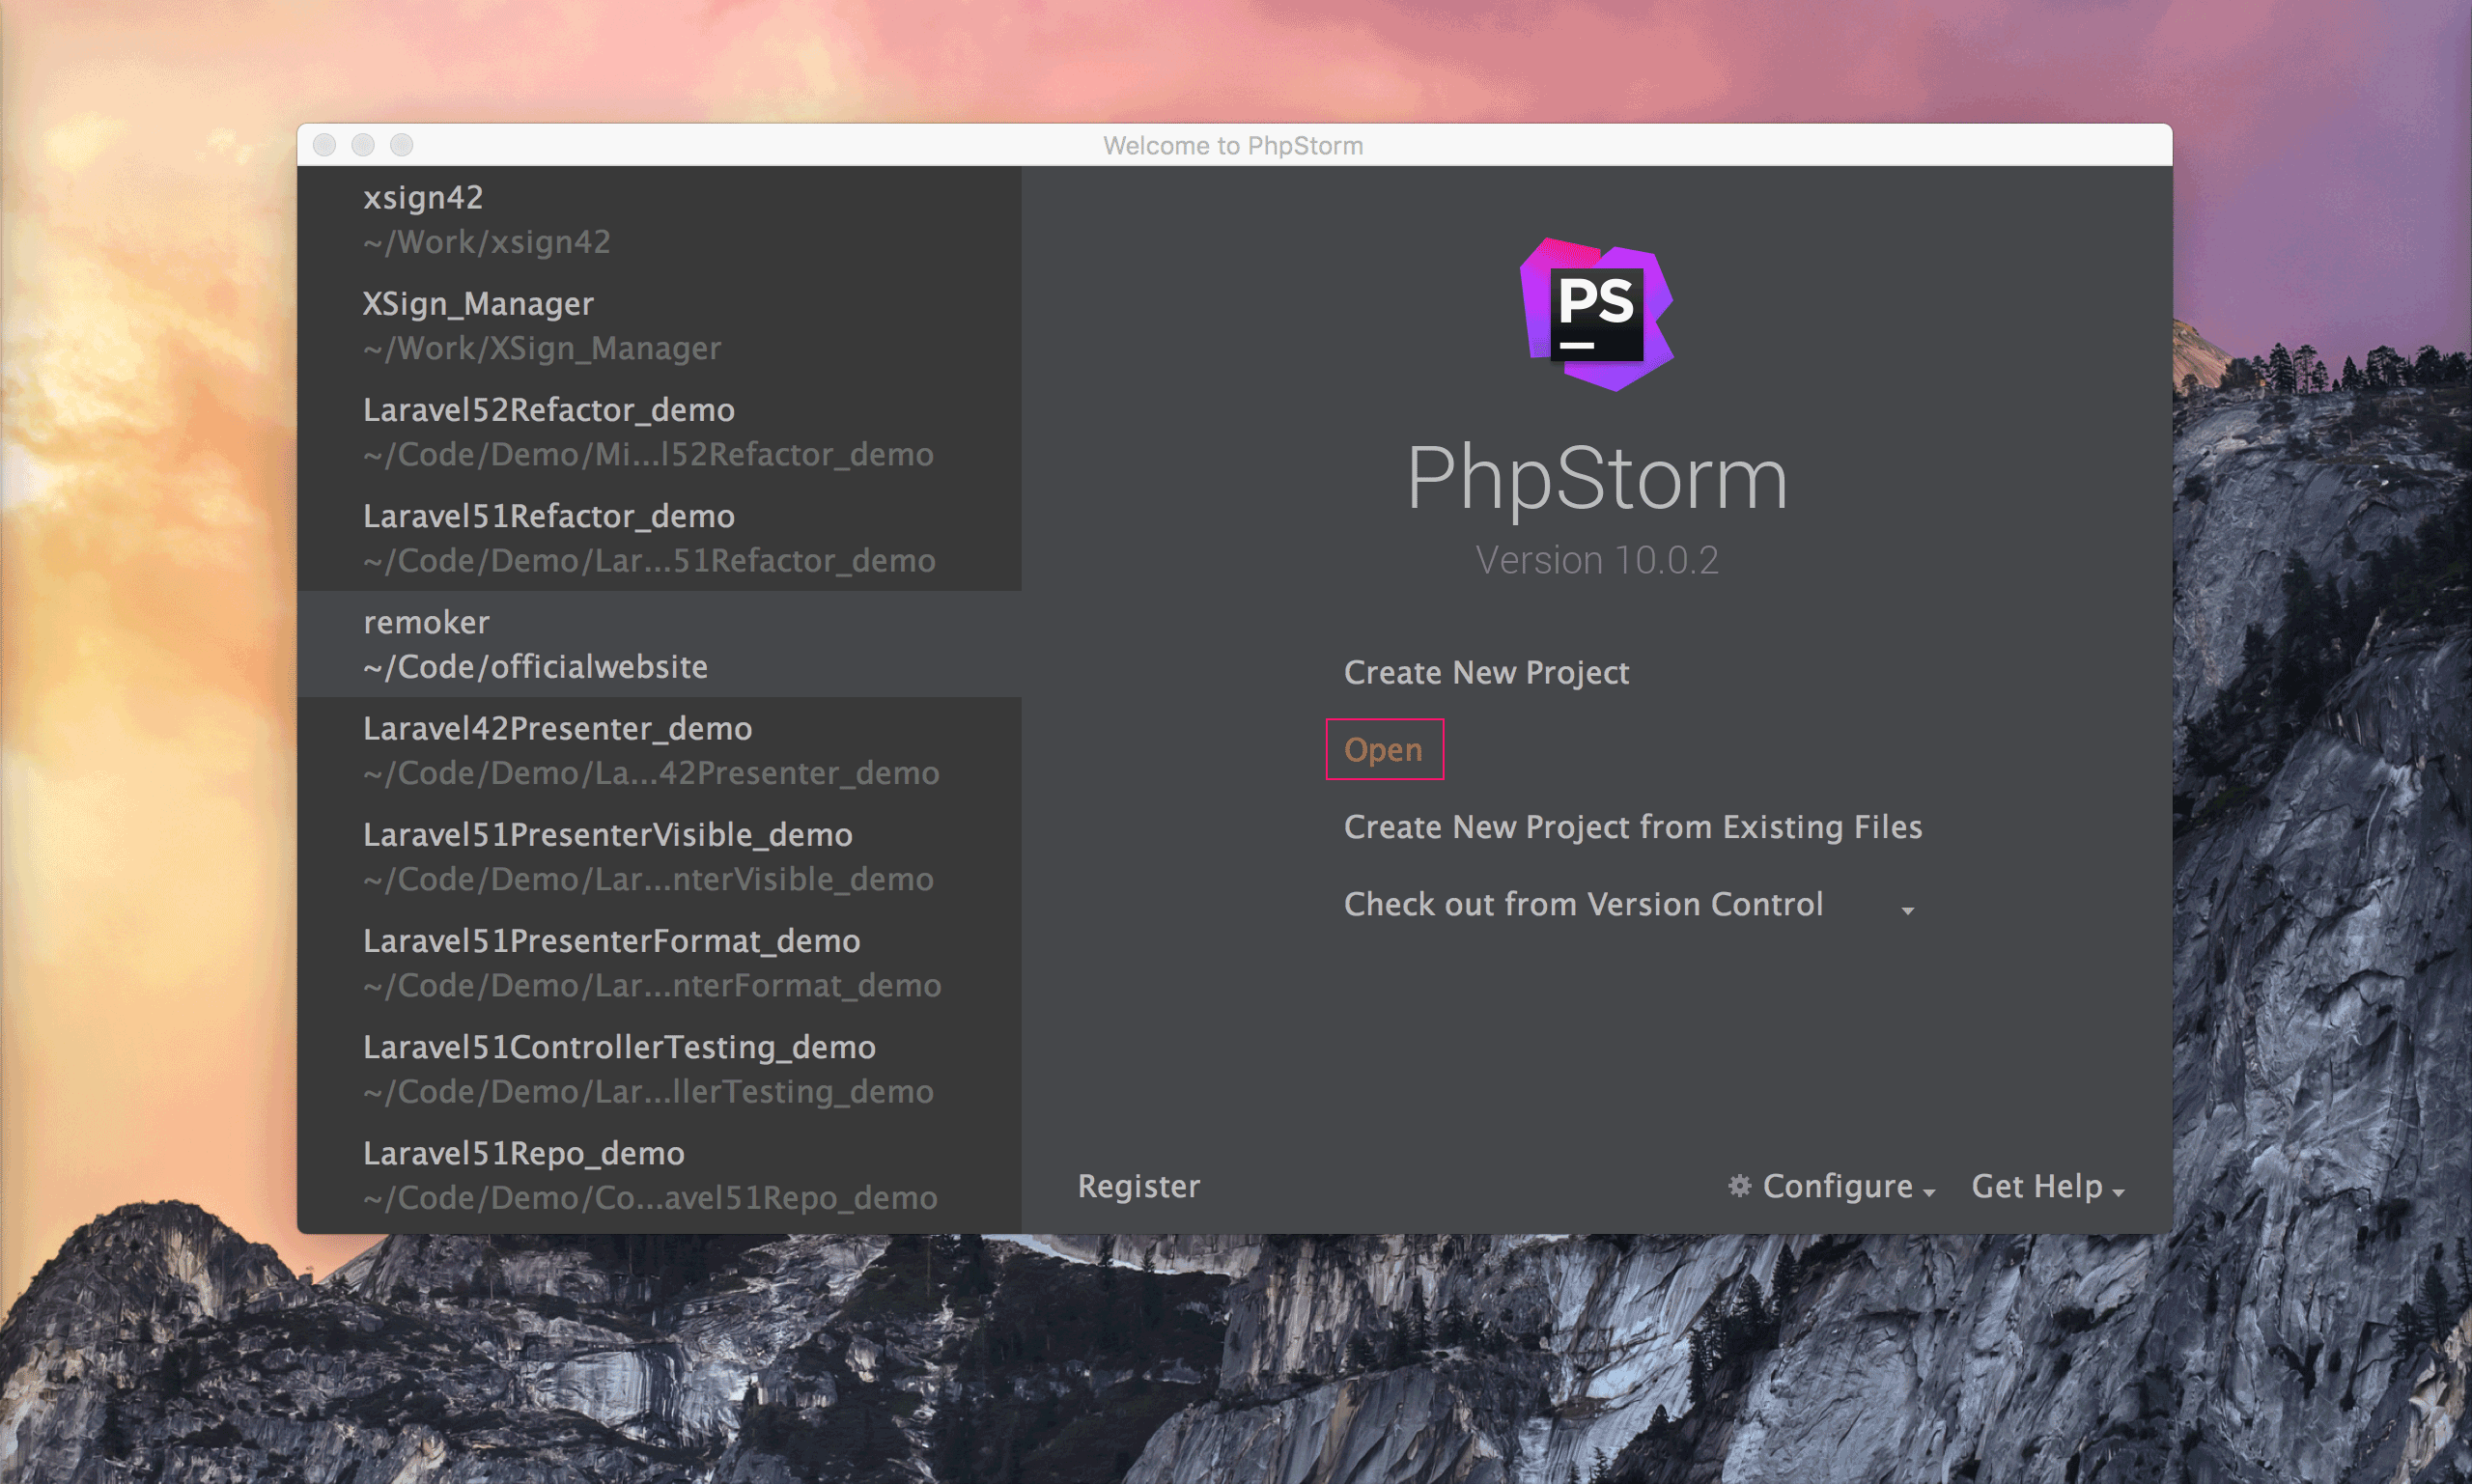 Welcome to PhpStorm
xsign42
~/Work/xsign42
XSign_Manager
~/Work/XSign_Manager
Laravel52Refactor_demo
~/Code/Demo/Mi...l52Refactor_demo
Laravel51Refactor_demo
~/Code/Demo/Lar...51Refactor_demo
remoker
~/Code/officialwebsite
Laravel42Presenter_demo
~/Code/Demo/La...42Presenter_demo
Laravel51PresenterVisible_demo
~/Code/Demo/Lar...nterVisible_demo
Laravel51PresenterFormat_demo
~/Code/Demo/Lar...nterFormat_demo
Laravel51ControllerTesting_demo
~/Code/Demo/Lar...llerTesting_demo
Laravel51Repo_demo
~/Code/Demo/Co...avel51Repo_demo
PS
PhpStorm
Version 10.0.2
Create New Project
Open
Create New Project from Existing Files
Check out from Version Control
Register
Configure
Get Help